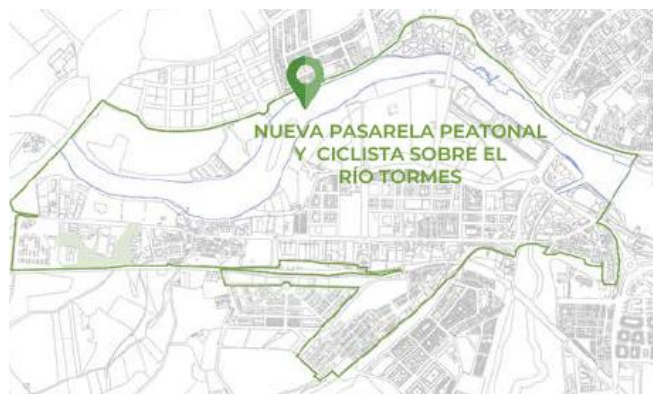 NUEVA PASARELA PEATONAL
Y CICLISTA SOBRE EL
RÍO TORMES